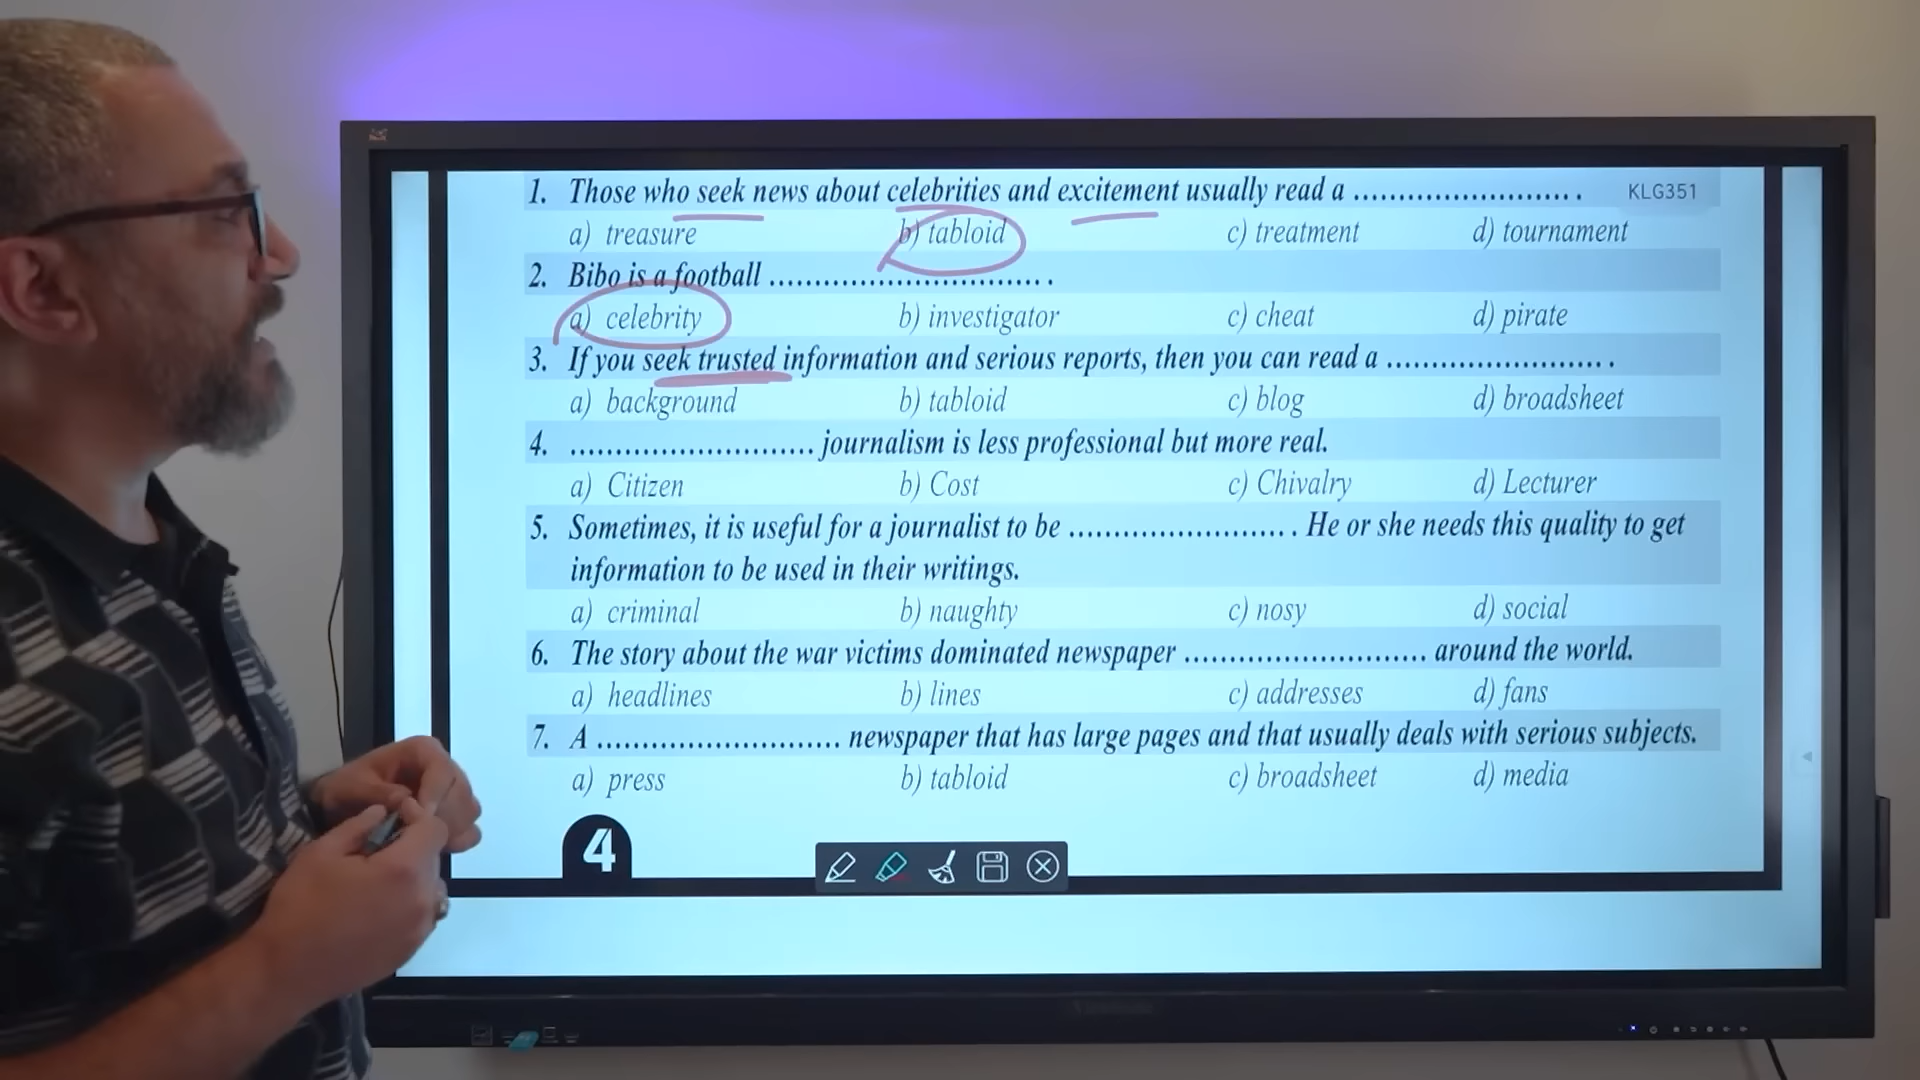 1. Those who seek news about celebrities and excitement usually read a ........................ . KLG351
a) treasure b) tabloid c) treatment d) tournament
2. Bibo is a football .............................. .
a) celebrity b) investigator c) cheat d) pirate
3. If you seek trusted information and serious reports, then you can read a ........................ .
a) background b) tabloid c) blog d) broadsheet
4. ........................... journalism is less professional but more real.
a) Citizen b) Cost c) Chivalry d) Lecturer
5. Sometimes, it is useful for a journalist to be ........................ . He or she needs this quality to get
information to be used in their writings.
a) criminal b) naughty c) nosy d) social
6. The story about the war victims dominated newspaper ........................... around the world.
a) headlines b) lines c) addresses d) fans
7. A ........................... newspaper that has large pages and that usually deals with serious subjects.
a) press b) tabloid c) broadsheet d) media
4